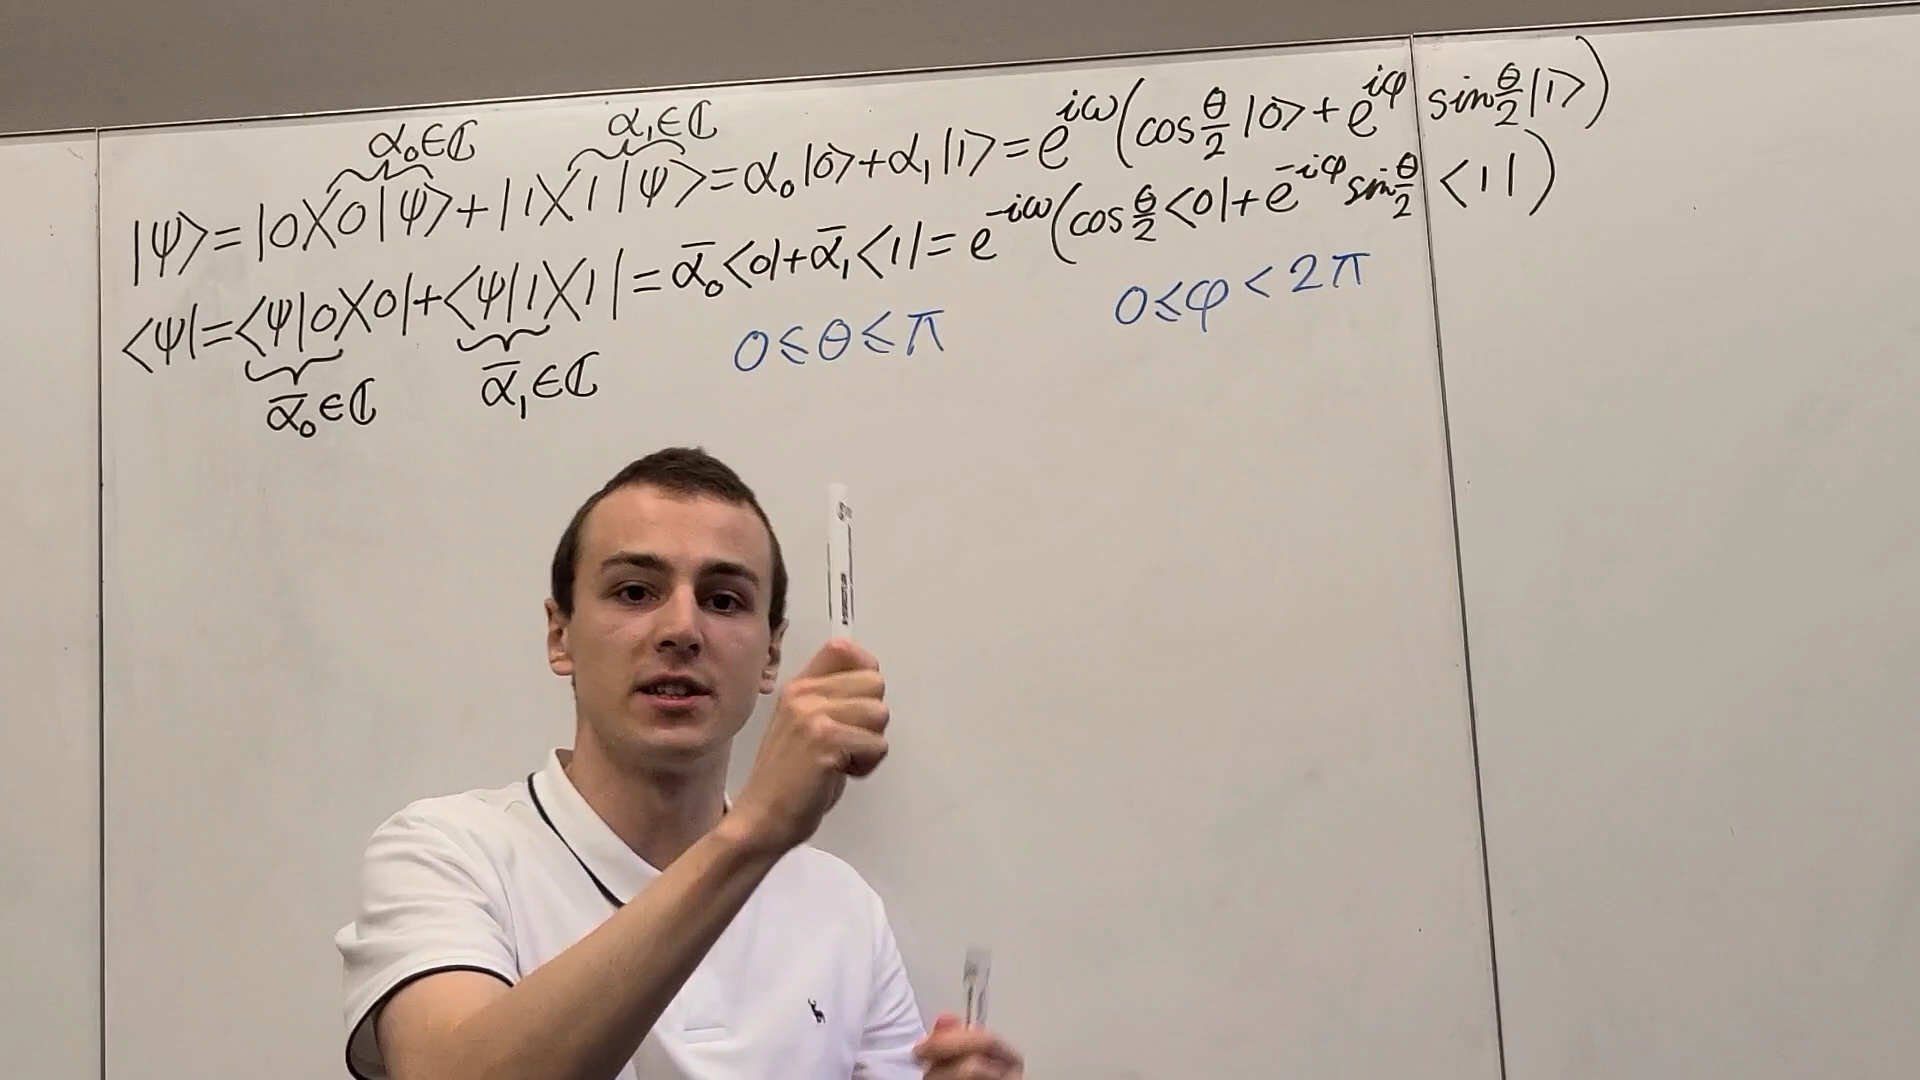 α₀∈ℂ α₁∈ℂ
|ψ⟩=|0⟩⟨0|ψ⟩+|1⟩⟨1|ψ⟩=α₀|0⟩+α₁|1⟩=e^{iω}(cos θ/2 |0⟩+e^{iφ} sin θ/2 |1⟩)
⟨ψ|=⟨ψ|0⟩⟨0|+⟨ψ|1⟩⟨1|=ᾱ₀⟨0|+ᾱ₁⟨1|=e^{-iω}(cos θ/2 ⟨0|+e^{-iφ} sin θ/2 ⟨1|)
ᾱ₀∈ℂ ᾱ₁∈ℂ
0≤θ≤π 0≤φ<2π